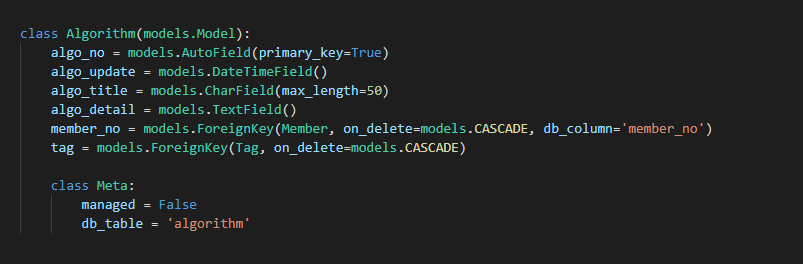 class Algorithm(models.Model):
    algo_no = models.AutoField(primary_key=True)
    algo_update = models.DateTimeField()
    algo_title = models.CharField(max_length=50)
    algo_detail = models.TextField()
    member_no = models.ForeignKey(Member, on_delete=models.CASCADE, db_column='member_no')
    tag = models.ForeignKey(Tag, on_delete=models.CASCADE)

    class Meta:
        managed = False
        db_table = 'algorithm'